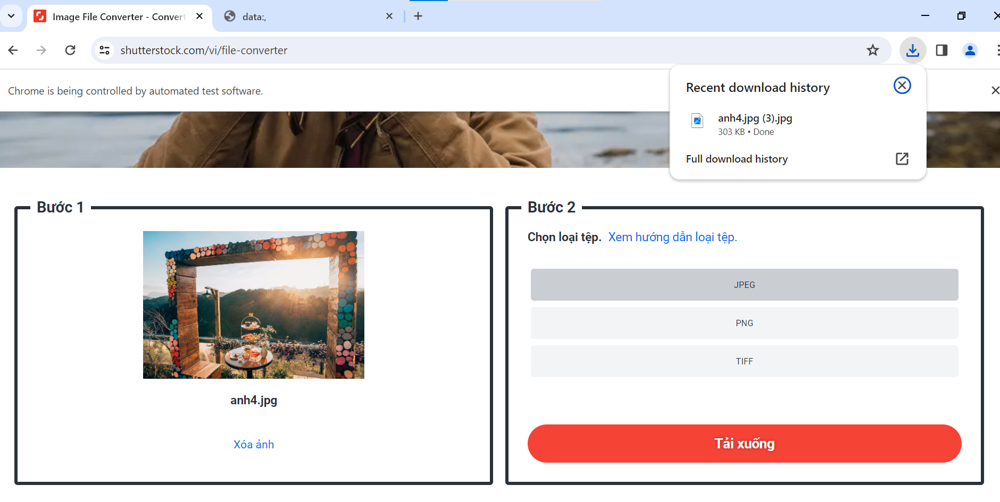 Image File Converter - Convert
data:,
shutterstock.com/vi/file-converter
Chrome is being controlled by automated test software.
Recent download history
anh4.jpg (3).jpg
303 KB • Done
Full download history
Bước 1
anh4.jpg
Xóa ảnh
Bước 2
Chọn loại tệp. Xem hướng dẫn loại tệp.
JPEG
PNG
TIFF
Tải xuống